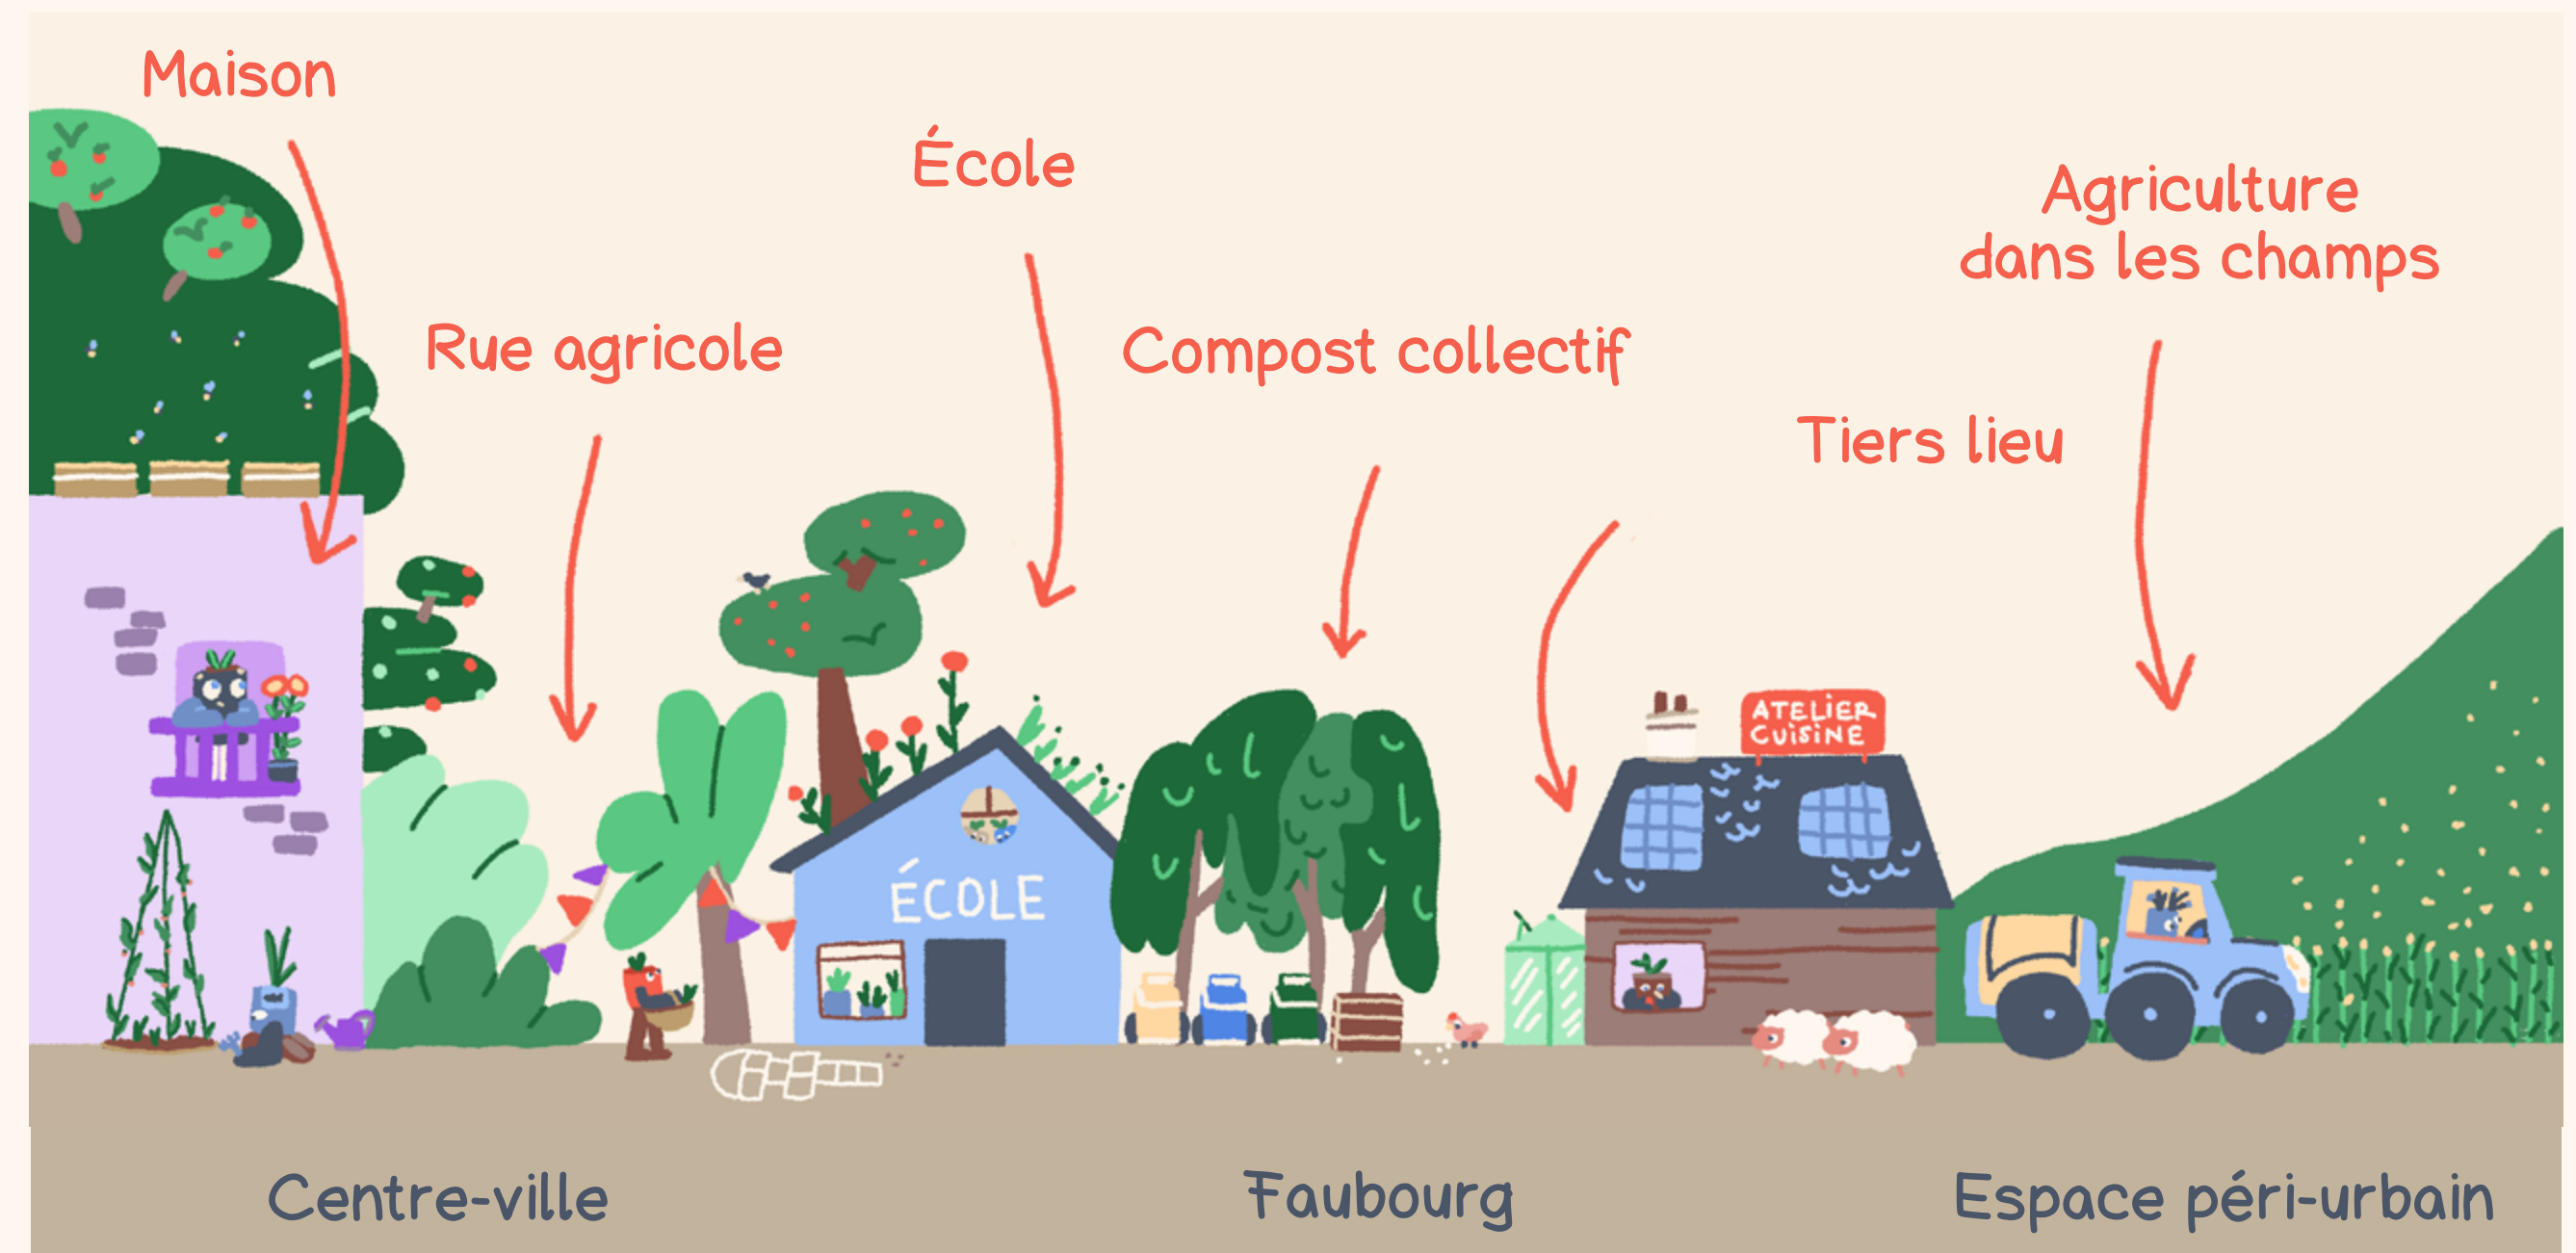 Maison
École
Agriculture
dans les champs
Rue agricole
Compost collectif
Tiers lieu
ATELIER
CUISINE
ÉCOLE
Centre-ville
Faubourg
Espace péri-urbain